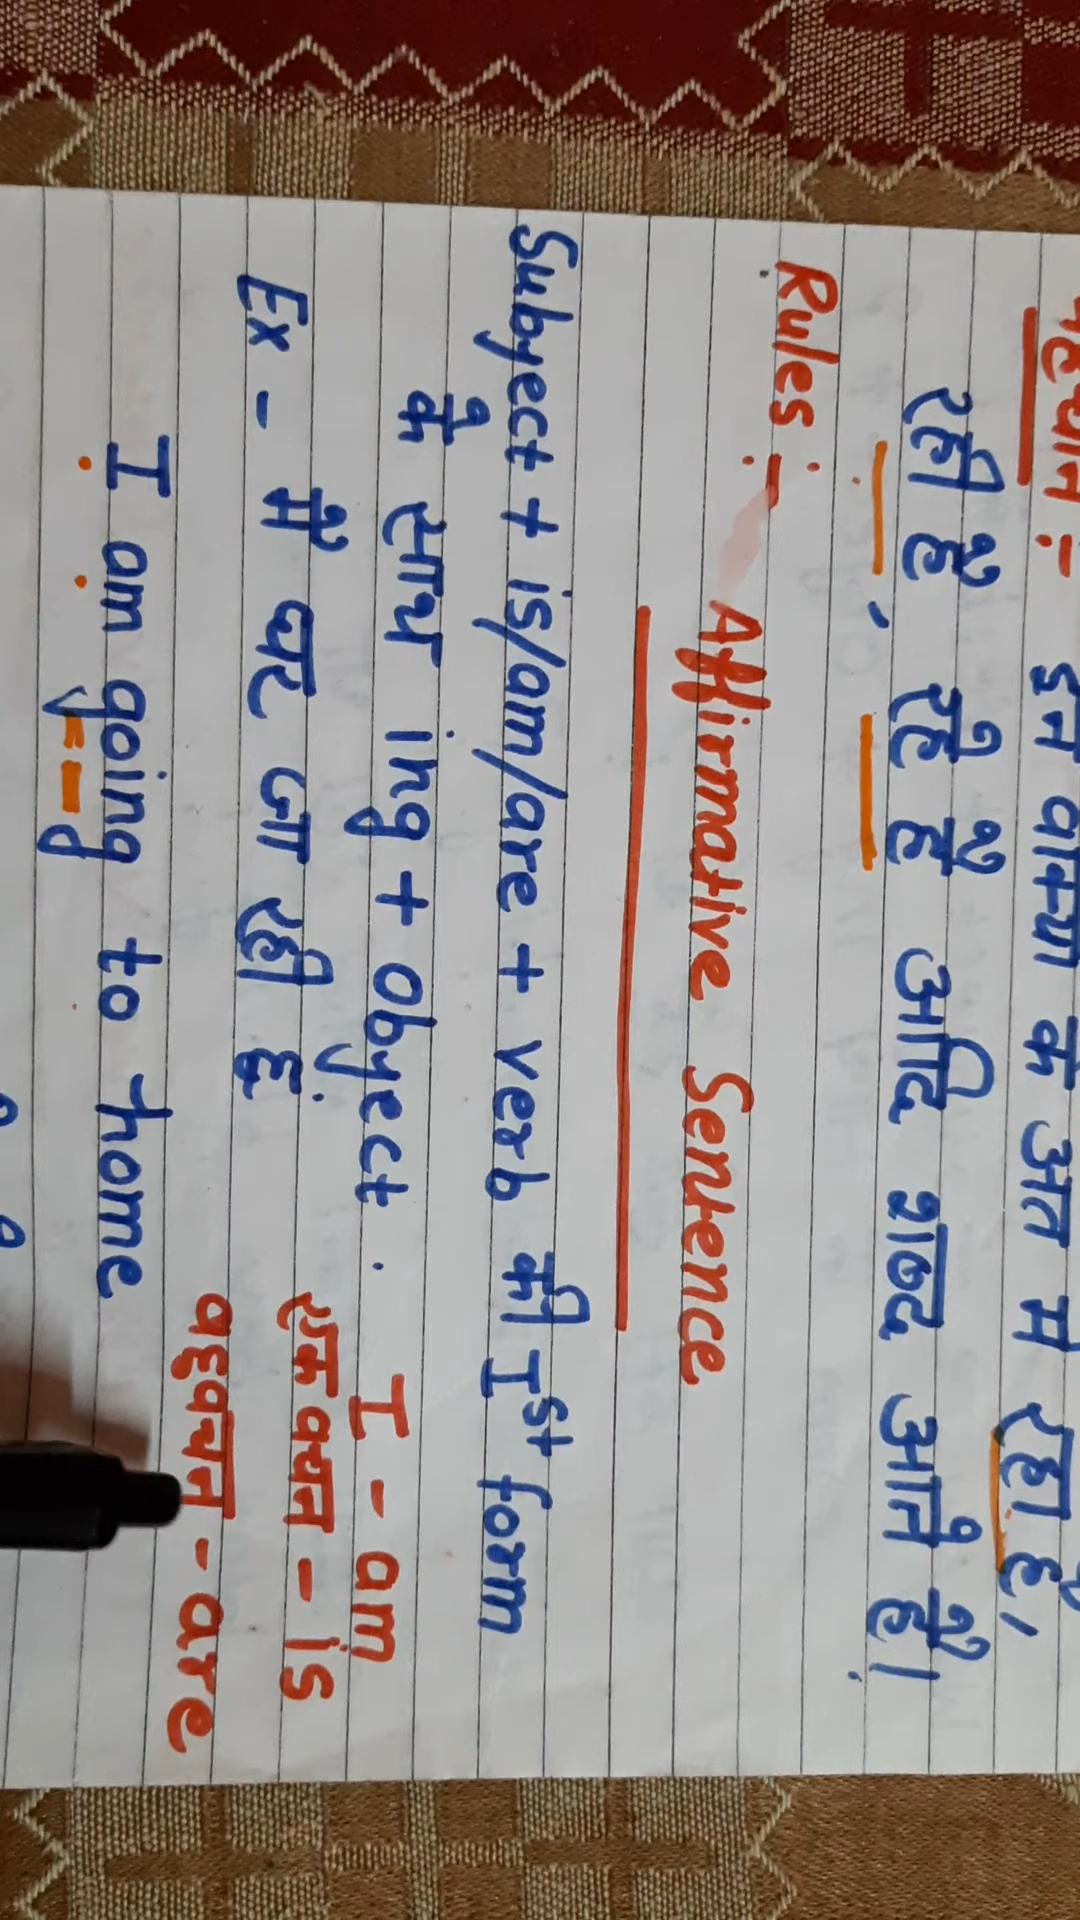 पहचान :- इन वाक्यो के अंत में रहा है,
रही है, रहे है आदि शब्द आते है।
Rules :- Affirmative Sentence
Subject + is/am/are + verb की Ist form
के साथ ing + object.
I - am
Ex - मैं घर जा रही हूं
एकवचन - is
बहुवचन - are
I am going to home